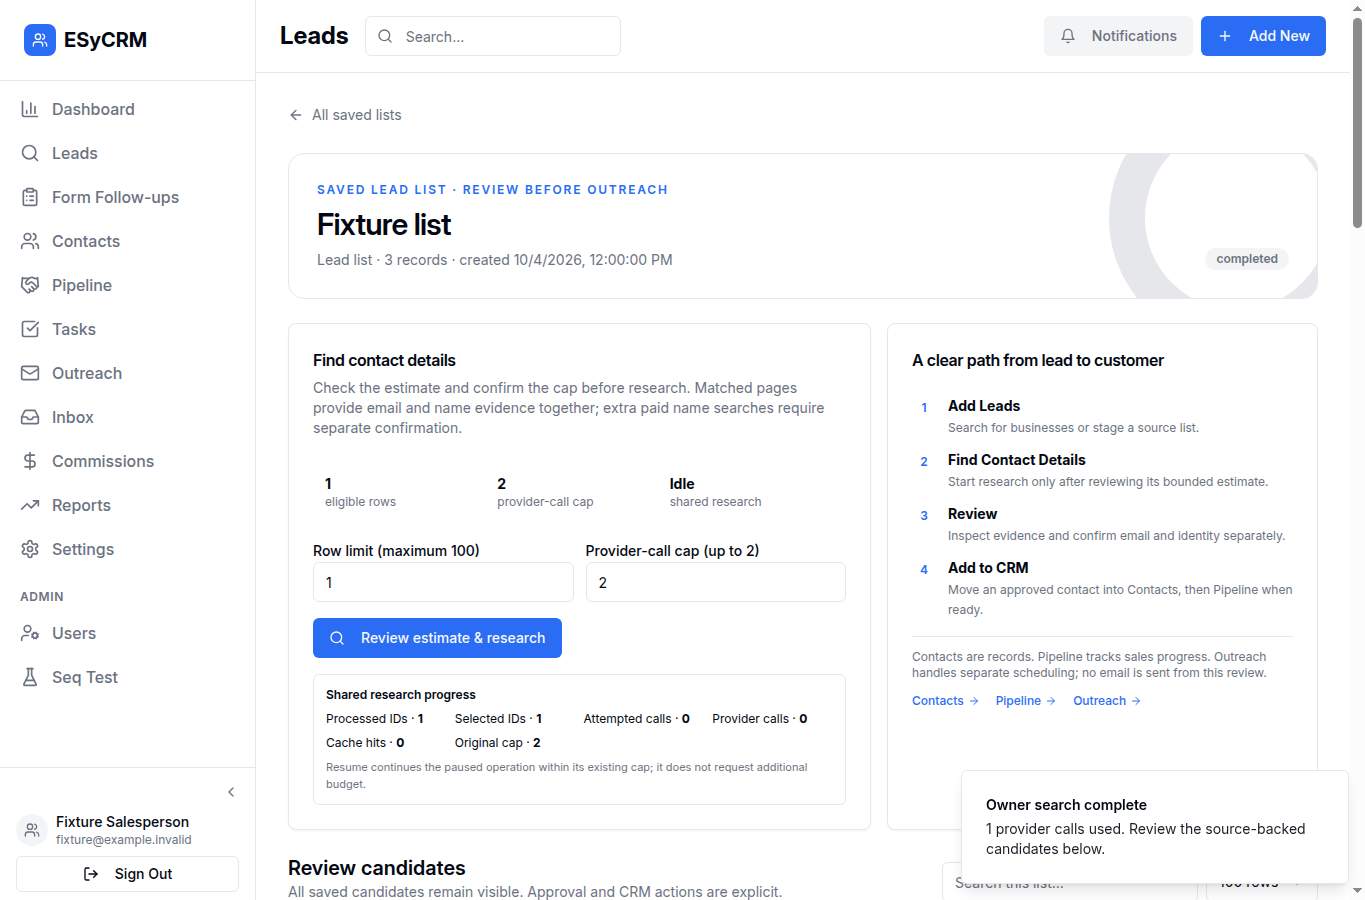 ESyCRM
Dashboard
Leads
Form Follow-ups
Contacts
Pipeline
Tasks
Outreach
Inbox
Commissions
Reports
Settings
ADMIN
Users
Seq Test
Fixture Salesperson
fixture@example.invalid
Sign Out
Leads
Search...
Notifications
Add New
All saved lists
SAVED LEAD LIST · REVIEW BEFORE OUTREACH
Fixture list
Lead list · 3 records · created 10/4/2026, 12:00:00 PM
completed
Find contact details
Check the estimate and confirm the cap before research. Matched pages
provide email and name evidence together; extra paid name searches require
separate confirmation.
1
eligible rows
2
provider-call cap
Idle
shared research
Row limit (maximum 100)
1
Provider-call cap (up to 2)
2
Review estimate & research
Shared research progress
Processed IDs · 1
Selected IDs · 1
Attempted calls · 0
Provider calls · 0
Cache hits · 0
Original cap · 2
Resume continues the paused operation within its existing cap; it does not request additional
budget.
A clear path from lead to customer
1
Add Leads
Search for businesses or stage a source list.
2
Find Contact Details
Start research only after reviewing its bounded estimate.
3
Review
Inspect evidence and confirm email and identity separately.
4
Add to CRM
Move an approved contact into Contacts, then Pipeline when
ready.
Contacts are records. Pipeline tracks sales progress. Outreach
handles separate scheduling; no email is sent from this review.
Contacts →
Pipeline →
Outreach →
Review candidates
All saved candidates remain visible. Approval and CRM actions are explicit.
Search this list...
100 rows
Owner search complete
1 provider calls used. Review the source-backed
candidates below.